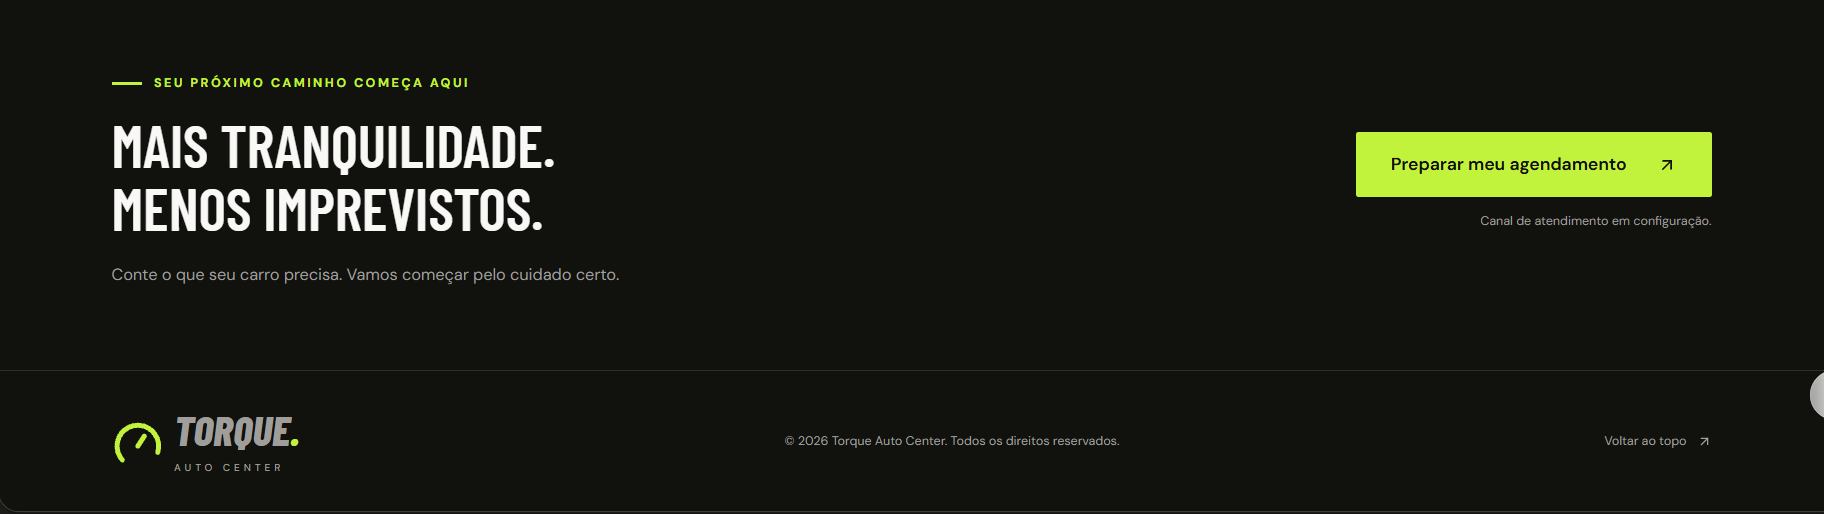 SEU PRÓXIMO CAMINHO COMEÇA AQUI
MAIS TRANQUILIDADE.
MENOS IMPREVISTOS.
Conte o que seu carro precisa. Vamos começar pelo cuidado certo.
Preparar meu agendamento
Canal de atendimento em configuração.
TORQUE.
AUTO CENTER
© 2026 Torque Auto Center. Todos os direitos reservados.
Voltar ao topo